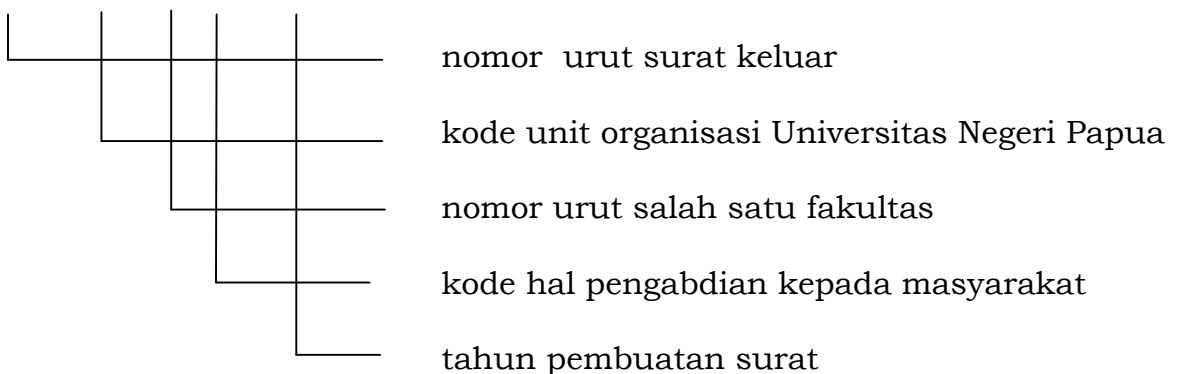 nomor urut surat keluar
kode unit organisasi Universitas Negeri Papua
nomor urut salah satu fakultas
kode hal pengabdian kepada masyarakat
tahun pembuatan surat